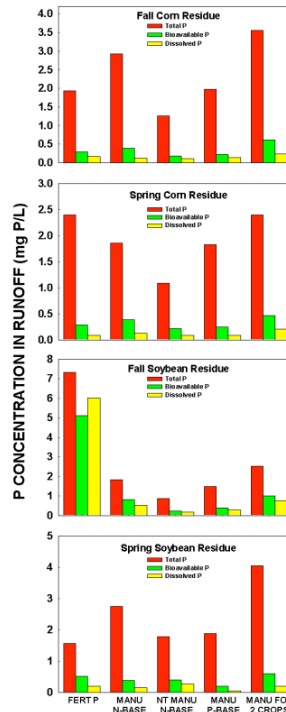 Fall Corn Residue
Total P
Bioavailable P
Dissolved P
4.0
3.5
3.0
2.5
2.0
1.5
1.0
0.5
0.0
Spring Corn Residue
Total P
Bioavailable P
Dissolved P
3.0
2.5
2.0
1.5
1.0
0.5
0.0
P CONCENTRATION IN RUNOFF (mg P/L)
Fall Soybean Residue
Total P
Bioavailable P
Dissolved P
8
7
6
5
4
3
2
1
0
Spring Soybean Residue
Total P
Bioavailable P
Dissolved P
5
4
3
2
1
0
FERT P MANU NT MANU MANU MANU FO
N-BASE N-BASE P-BASE 2 CROPS